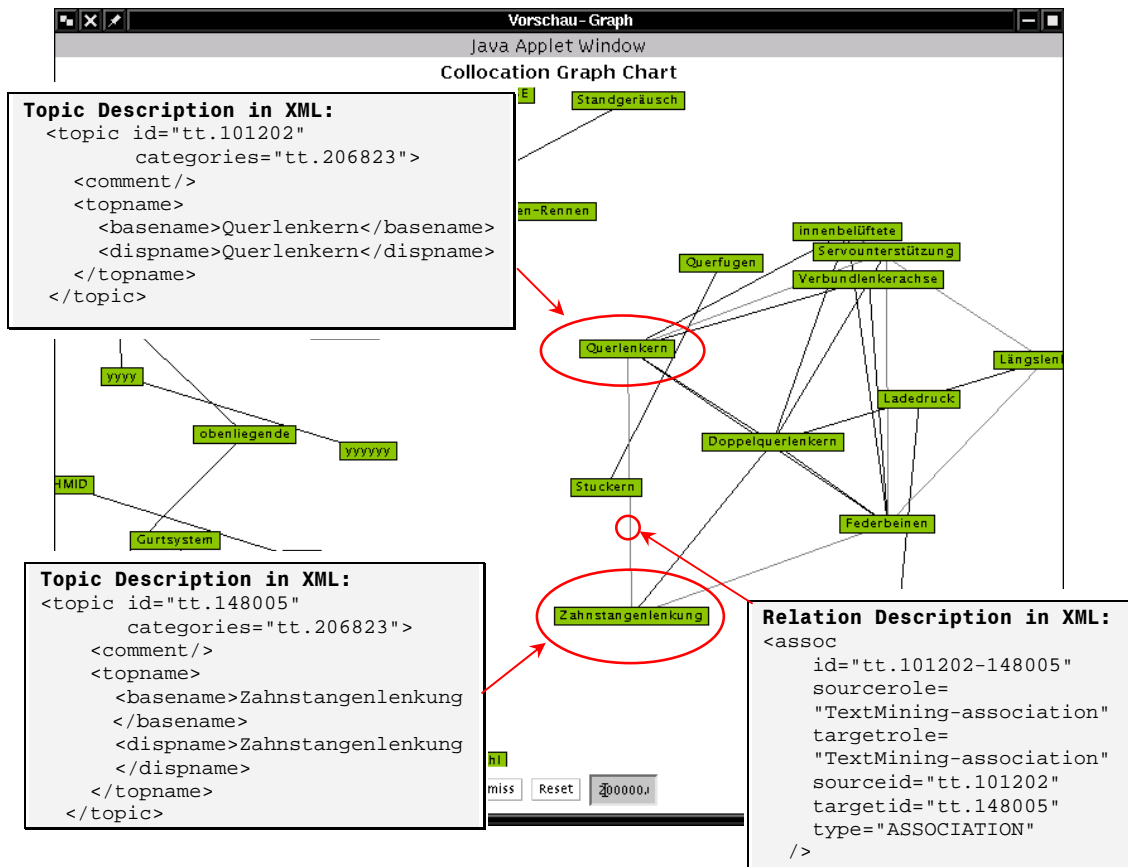 Vorschau-Graph
Java Applet Window
Collocation Graph Chart
Topic Description in XML:
<topic id="tt.101202"
categories="tt.206823">
<comment/>
<topname>
<basename>Querlenkern</basename>
<dispname>Querlenkern</dispname>
</topname>
</topic>
E
Standgeräusch
en-Rennen
innenbelüftete
Servounterstützung
Querfugen
Verbundlenkerachse
Querlenkern
Längslenk
yyyy
Ladedruck
obenliegende
Doppelquerlenkern
yyyyyy
HMID
Stuckern
Federbeinen
Gurtsystem
Topic Description in XML:
<topic id="tt.148005"
categories="tt.206823">
<comment/>
<topname>
<basename>Zahnstangenlenkung
</basename>
<dispname>Zahnstangenlenkung
</dispname>
</topname>
</topic>
Zahnstangenlenkung
Relation Description in XML:
<assoc
id="tt.101202-148005"
sourcerole=
"TextMining-association"
targetrole=
"TextMining-association"
sourceid="tt.101202"
targetid="tt.148005"
type="ASSOCIATION"
/>
hl
miss Reset